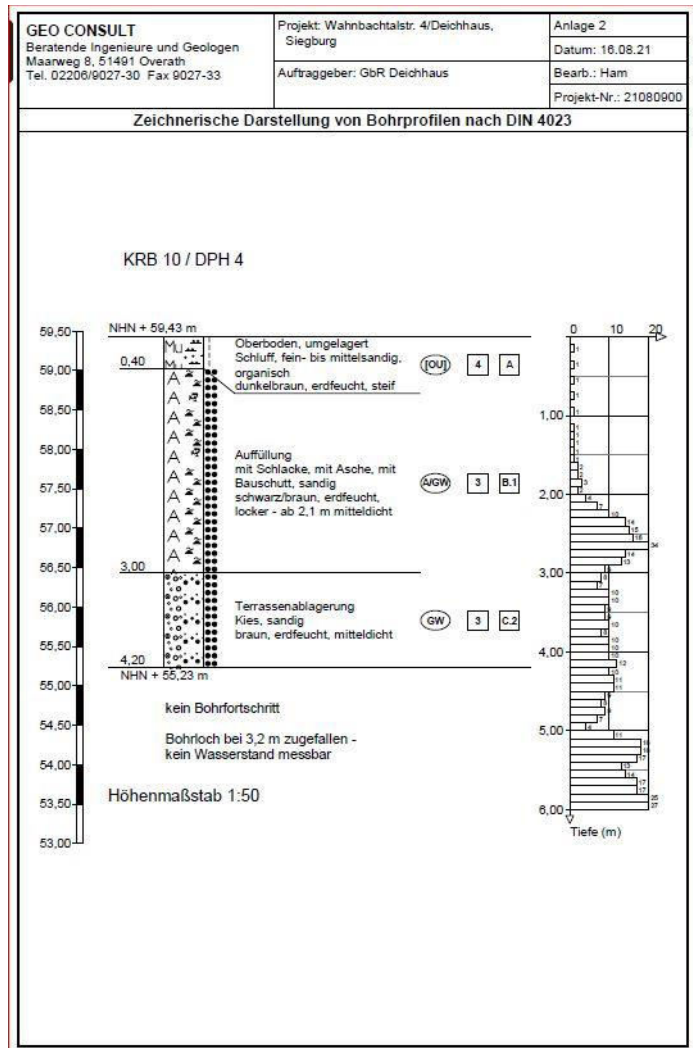 GEO CONSULT
Beratende Ingenieure und Geologen
Maarweg 8, 51491 Overath
Tel. 02206/9027-30 Fax 9027-33
Projekt: Wahnbachtalstr. 4/Deichhaus,
Siegburg
Auftraggeber: GbR Deichhaus
Anlage 2
Datum: 16.08.21
Bearb.: Ham
Projekt-Nr.: 21080900
Zeichnerische Darstellung von Bohrprofilen nach DIN 4023
KRB 10 / DPH 4
59,50
59,00
58,50
58,00
57,50
57,00
56,50
56,00
55,50
55,00
54,50
54,00
53,50
53,00
NHN + 59,43 m
0,40
Mu
Mu
A
A
A
A
A
A
A
A
A
A
Oberboden, umgelagert
Schluff, fein- bis mittelsandig,
organisch
dunkelbraun, erdfeucht, steif
[OU] 4 A
Auffüllung
mit Schlacke, mit Asche, mit
Bauschutt, sandig
schwarz/braun, erdfeucht,
locker - ab 2,1 m mitteldicht
A/GW 3 B.1
3,00
Terrassenablagerung
Kies, sandig
braun, erdfeucht, mitteldicht
GW 3 C.2
4,20
NHN + 55,23 m
kein Bohrfortschritt
Bohrloch bei 3,2 m zugefallen -
kein Wasserstand messbar
Höhenmaßstab 1:50
0 10 20
1,00
2,00
3,00
4,00
5,00
6,00
Tiefe (m)